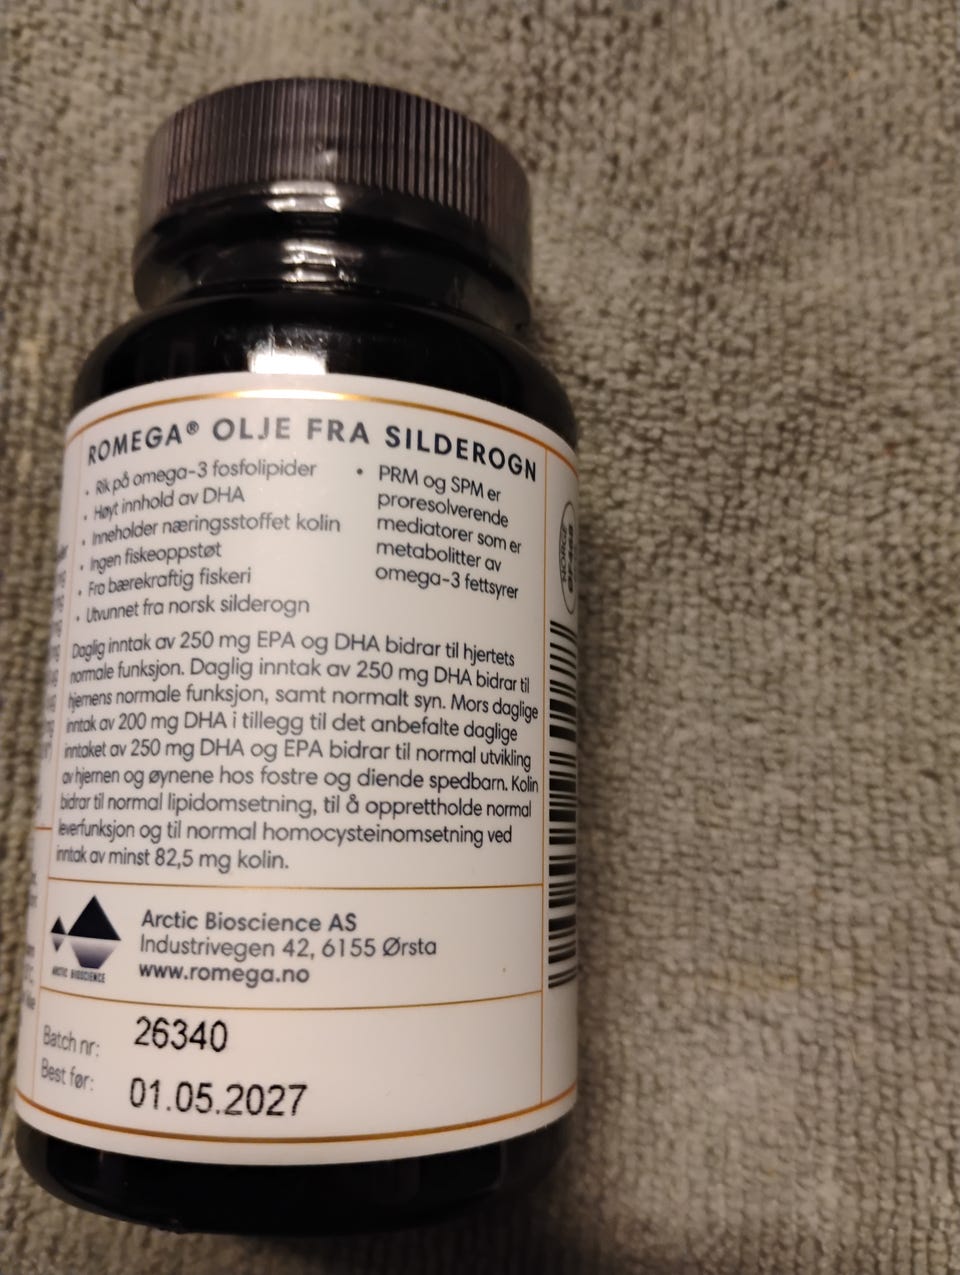 ROMEGA® OLJE FRA SILDEROGN
• Rik på omega-3 fosfolipider
• Høyt innhold av DHA
• Inneholder næringsstoffet kolin
• Ingen fiskeoppstøt
• Fra bærekraftig fiskeri
• Utvunnet fra norsk silderogn
• PRM og SPM er
proresolverende
mediatorer som er
metabolitter av
omega-3 fettsyrer
Daglig inntak av 250 mg EPA og DHA bidrar til hjertets
normale funksjon. Daglig inntak av 250 mg DHA bidrar til
hjernens normale funksjon, samt normalt syn. Mors daglige
inntak av 200 mg DHA i tillegg til det anbefalte daglige
inntaket av 250 mg DHA og EPA bidrar til normal utvikling
av hjernen og øynene hos fostre og diende spedbarn. Kolin
bidrar til normal lipidomsetning, til å opprettholde normal
leverfunksjon og til normal homocysteinomsetning ved
inntak av minst 82,5 mg kolin.
ARCTIC BIOSCIENCE
Arctic Bioscience AS
Industrivegen 42, 6155 Ørsta
www.romega.no
Batch nr: 26340
Best før: 01.05.2027
NORGE